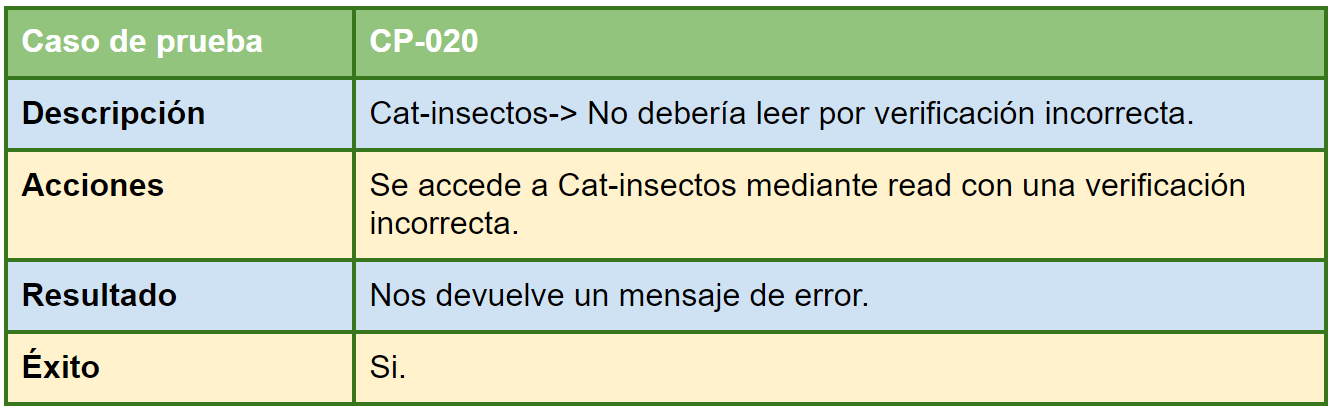 Caso de prueba CP-020
Descripción Cat-insectos-> No debería leer por verificación incorrecta.
Acciones Se accede a Cat-insectos mediante read con una verificación
incorrecta.
Resultado Nos devuelve un mensaje de error.
Éxito Si.